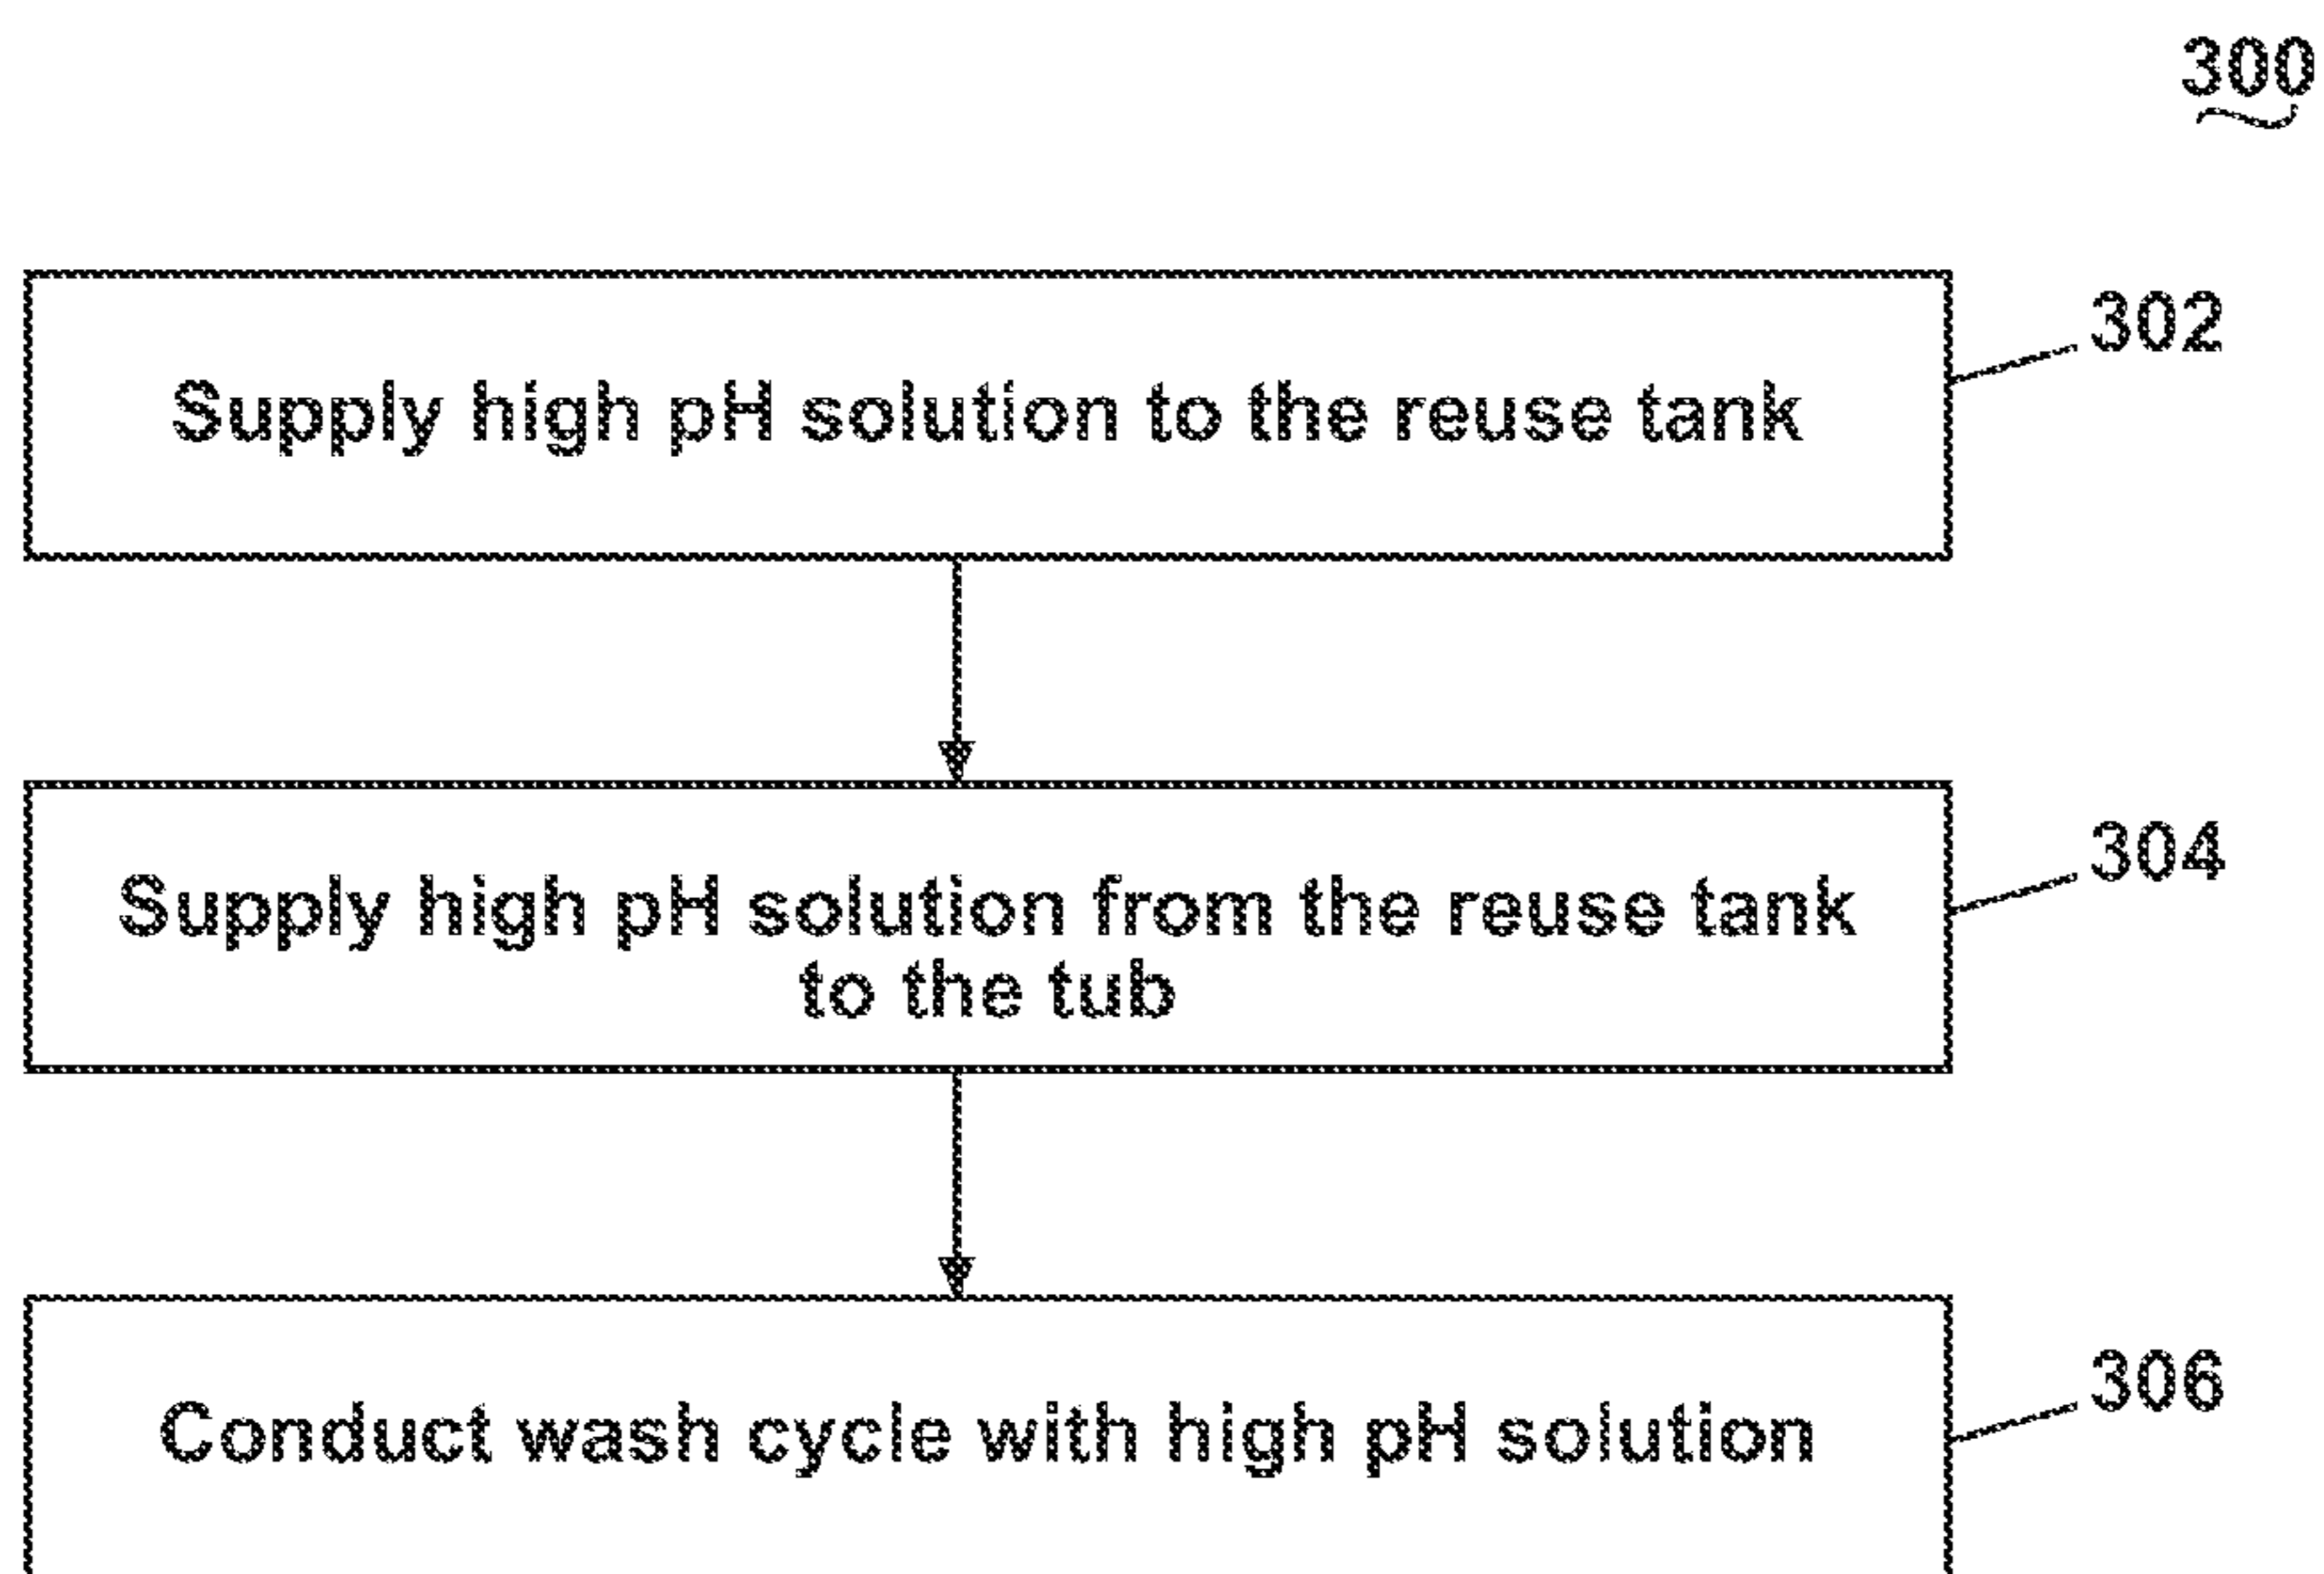 300
302
Supply high pH solution to the reuse tank
304
Supply high pH solution from the reuse tank
to the tub
306
Conduct wash cycle with high pH solution